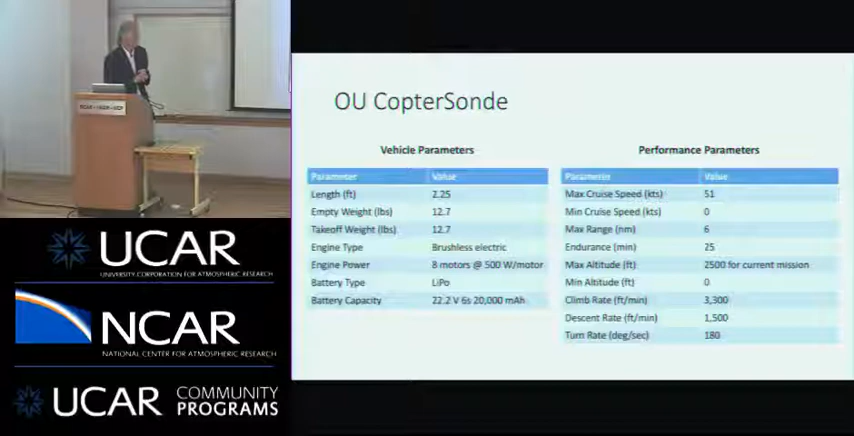 OU CopterSonde
Vehicle Parameters
Parameter Value
Length (ft) 2.25
Empty Weight (lbs) 12.7
Takeoff Weight (lbs) 12.7
Engine Type Brushless electric
Engine Power 8 motors @ 500 W/motor
Battery Type LiPo
Battery Capacity 22.2 V 6s 20,000 mAh
Performance Parameters
Parameter Value
Max Cruise Speed (kts) 51
Min Cruise Speed (kts) 0
Max Range (nm) 6
Endurance (min) 25
Max Altitude (ft) 2500 for current mission
Min Altitude (ft) 0
Climb Rate (ft/min) 3,300
Descent Rate (ft/min) 1,500
Turn Rate (deg/sec) 180
UCAR
UNIVERSITY CORPORATION FOR ATMOSPHERIC RESEARCH
NCAR
NATIONAL CENTER FOR ATMOSPHERIC RESEARCH
UCAR COMMUNITY
PROGRAMS